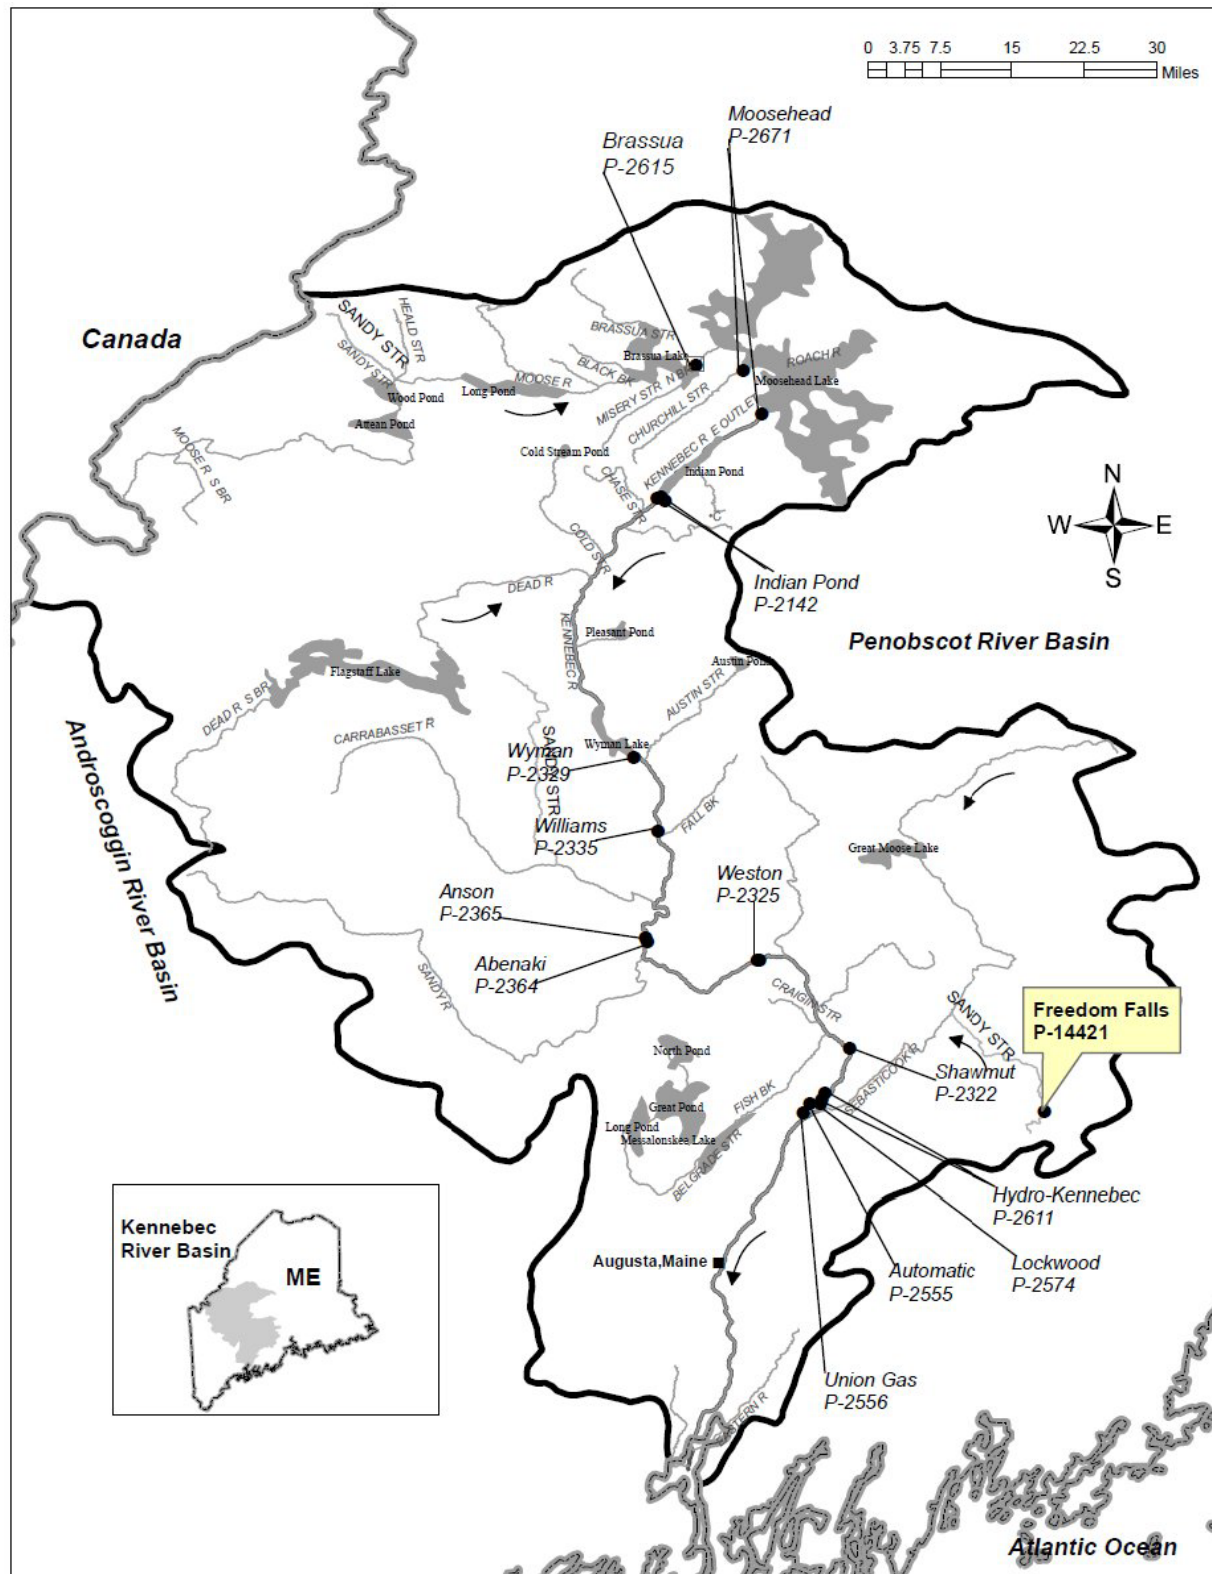 0 3.75 7.5 15 22.5 30
Miles
Moosehead
P-2671
Brassua
P-2615
Canada
SANDY STR
HEALD STR
SANDY STR
BRASSUA STR
Brassua Lake
ROACH R
BLACK BK
MOOSE R
Long Pond
Wood Pond
MISERY STR N B
Moosehead Lake
CHURCHILL STR
Attean Pond
MOOSE R S BR
Cold Stream Pond
KENNEBEC R E OUTLET
Indian Pond
CHASE STR
N
W
E
S
COLD STR
DEAD R
Indian Pond
P-2142
KENNEBEC R
Pleasant Pond
Penobscot River Basin
Austin Pond
Flagstaff Lake
DEAD R S BR
AUSTIN STR
CARRABASSET R
SANDY STR
Wyman Lake
Wyman
P-2329
Androscoggin River Basin
Williams
P-2335
FALL BK
Great Moose Lake
Weston
P-2325
Anson
P-2365
Abenaki
P-2364
SANDY R
CRAIGIN STR
SANDY STR
Freedom Falls
P-14421
North Pond
Shawmut
P-2322
SEBASTICOOK R
FISH BK
Great Pond
Long Pond
Messalonskee Lake
BELGRADE STR
Hydro-Kennebec
P-2611
Kennebec
River Basin
ME
Augusta,Maine
Automatic
P-2555
Lockwood
P-2574
Union Gas
P-2556
EASTERN R
Atlantic Ocean